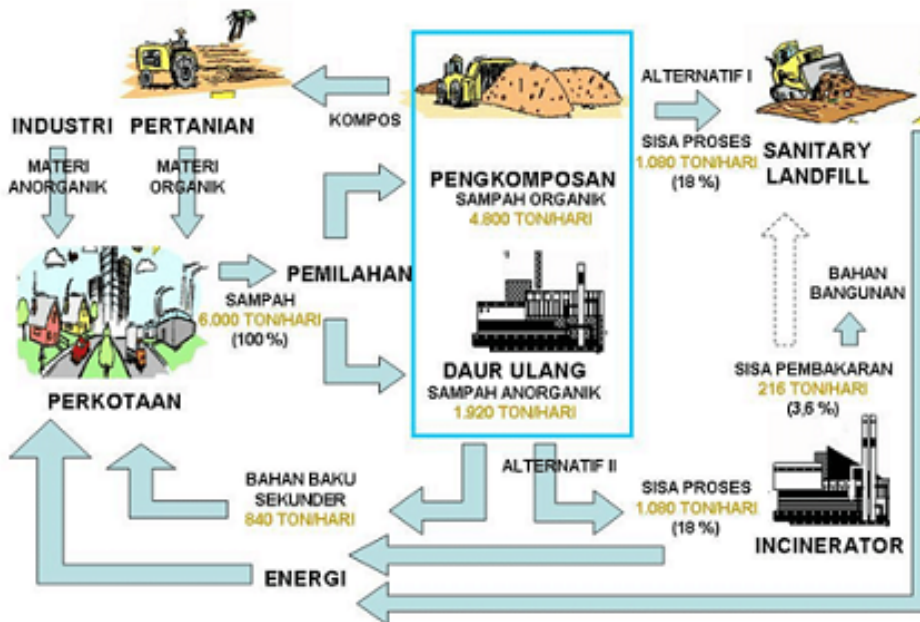 INDUSTRI
PERTANIAN
KOMPOS
ALTERNATIF I
MATERI
ANORGANIK
MATERI
ORGANIK
SISA PROSES
1.080 TON/HARI
(18 %)
SANITARY
LANDFILL
PENGKOMPOSAN
SAMPAH ORGANIK
4.800 TON/HARI
PEMILAHAN
SAMPAH
6.000 TON/HARI
(100 %)
BAHAN
BANGUNAN
PERKOTAAN
DAUR ULANG
SAMPAH ANORGANIK
1.920 TON/HARI
SISA PEMBAKARAN
216 TON/HARI
(3,6 %)
ALTERNATIF II
BAHAN BAKU
SEKUNDER
840 TON/HARI
SISA PROSES
1.080 TON/HARI
(18 %)
INCINERATOR
ENERGI